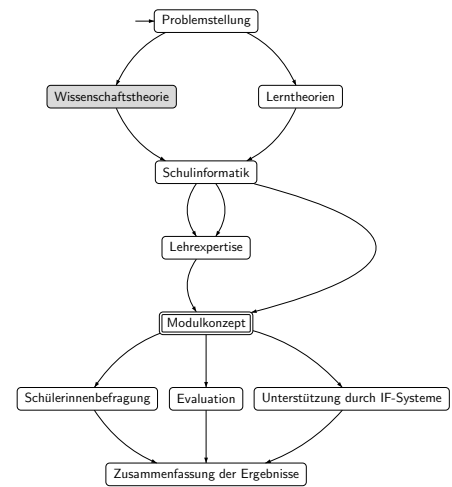 Problemstellung
Wissenschaftstheorie
Lerntheorien
Schulinformatik
Lehrexpertise
Modulkonzept
Schülerinnenbefragung
Evaluation
Unterstützung durch IF-Systeme
Zusammenfassung der Ergebnisse